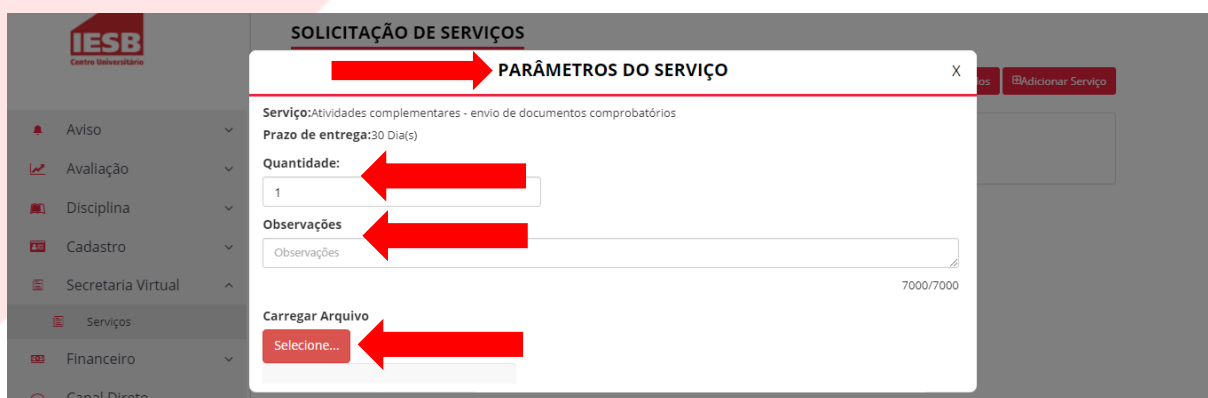 IESB
Centro Universitário
SOLICITAÇÃO DE SERVIÇOS
PARÂMETROS DO SERVIÇO
X
Adicionar Serviço
Serviço:Atividades complementares - envio de documentos comprobatórios
Prazo de entrega:30 Dia(s)
Quantidade:
1
Observações
Observações
7000/7000
Carregar Arquivo
Selecione...
Aviso
Avaliação
Disciplina
Cadastro
Secretaria Virtual
Serviços
Financeiro
Canal Direto